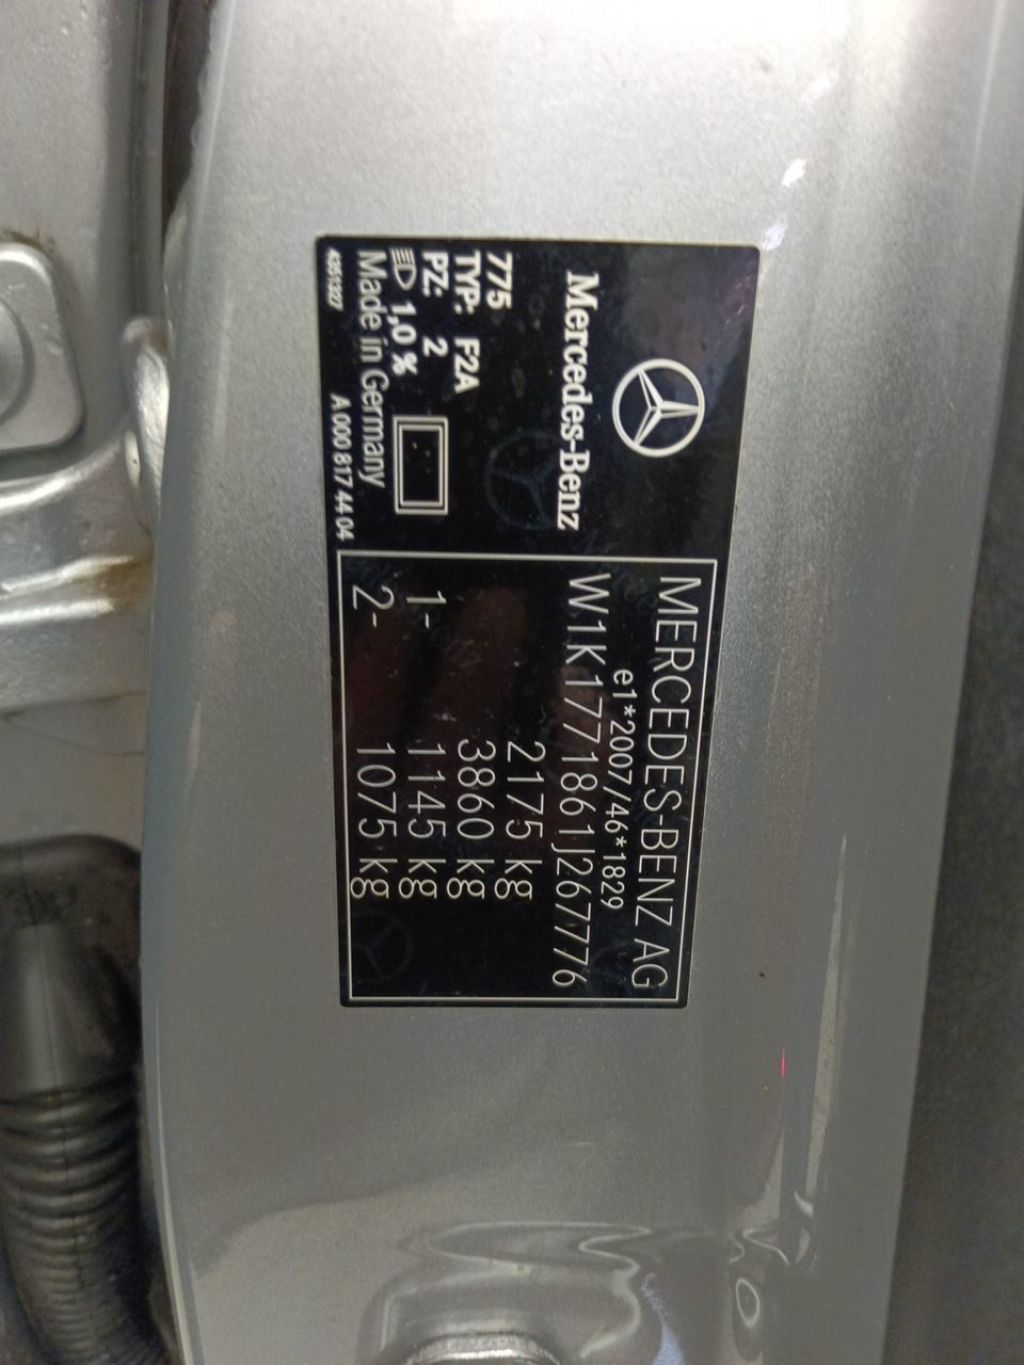 Mercedes-Benz
775
TYP: F2A
PZ: 2
1,0 %
Made in Germany
A 000 817 44 04
MERCEDES-BENZ AG
e1*2007/46*1829
W1K1771861J267776
2175 kg
3860 kg
1- 1145 kg
2- 1075 kg